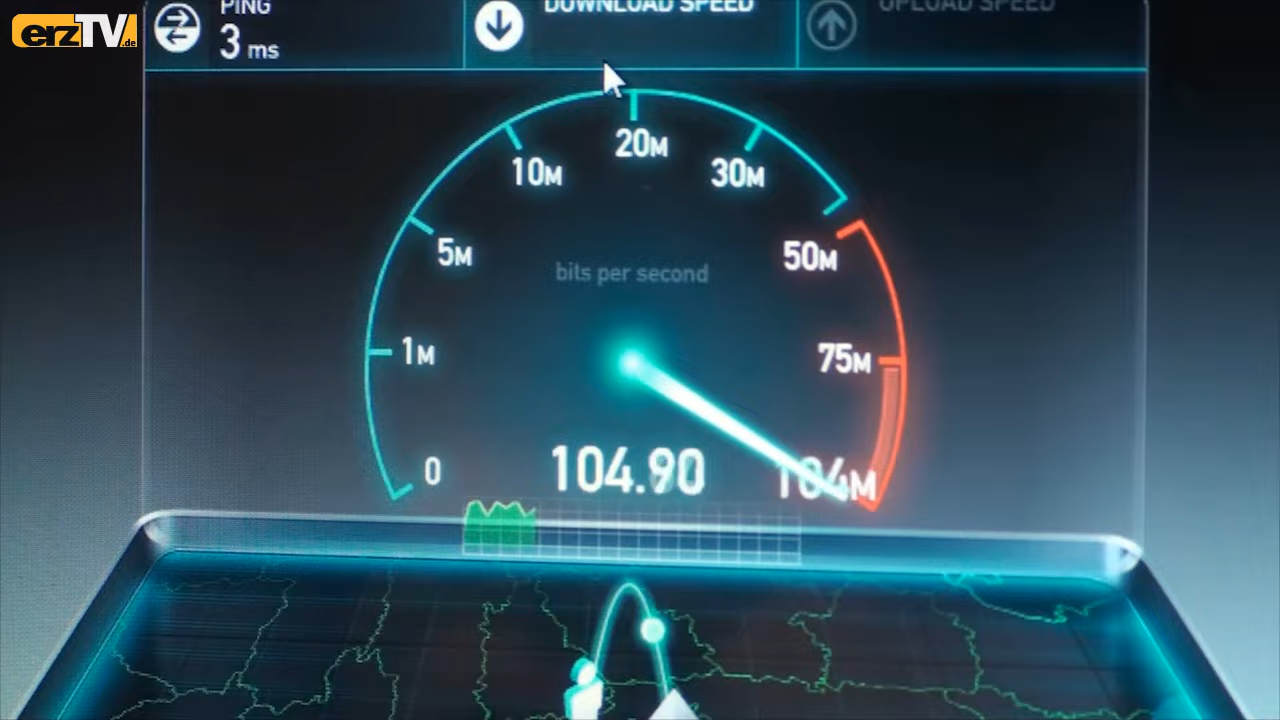 erzTV.de
PING
3 ms
DOWNLOAD SPEED
UPLOAD SPEED
20M
10M
30M
5M
50M
bits per second
1M
75M
0
104.90
104M